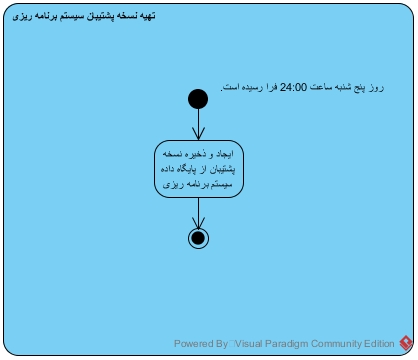 تهیه نسخه پشتیبان سیستم برنامه ریزی
روز پنج شنبه ساعت 24:00 فرا رسیده است.
ایجاد و ذخیره نسخه
پشتیبان از پایگاه داده
سیستم برنامه ریزی
Powered By Visual Paradigm Community Edition